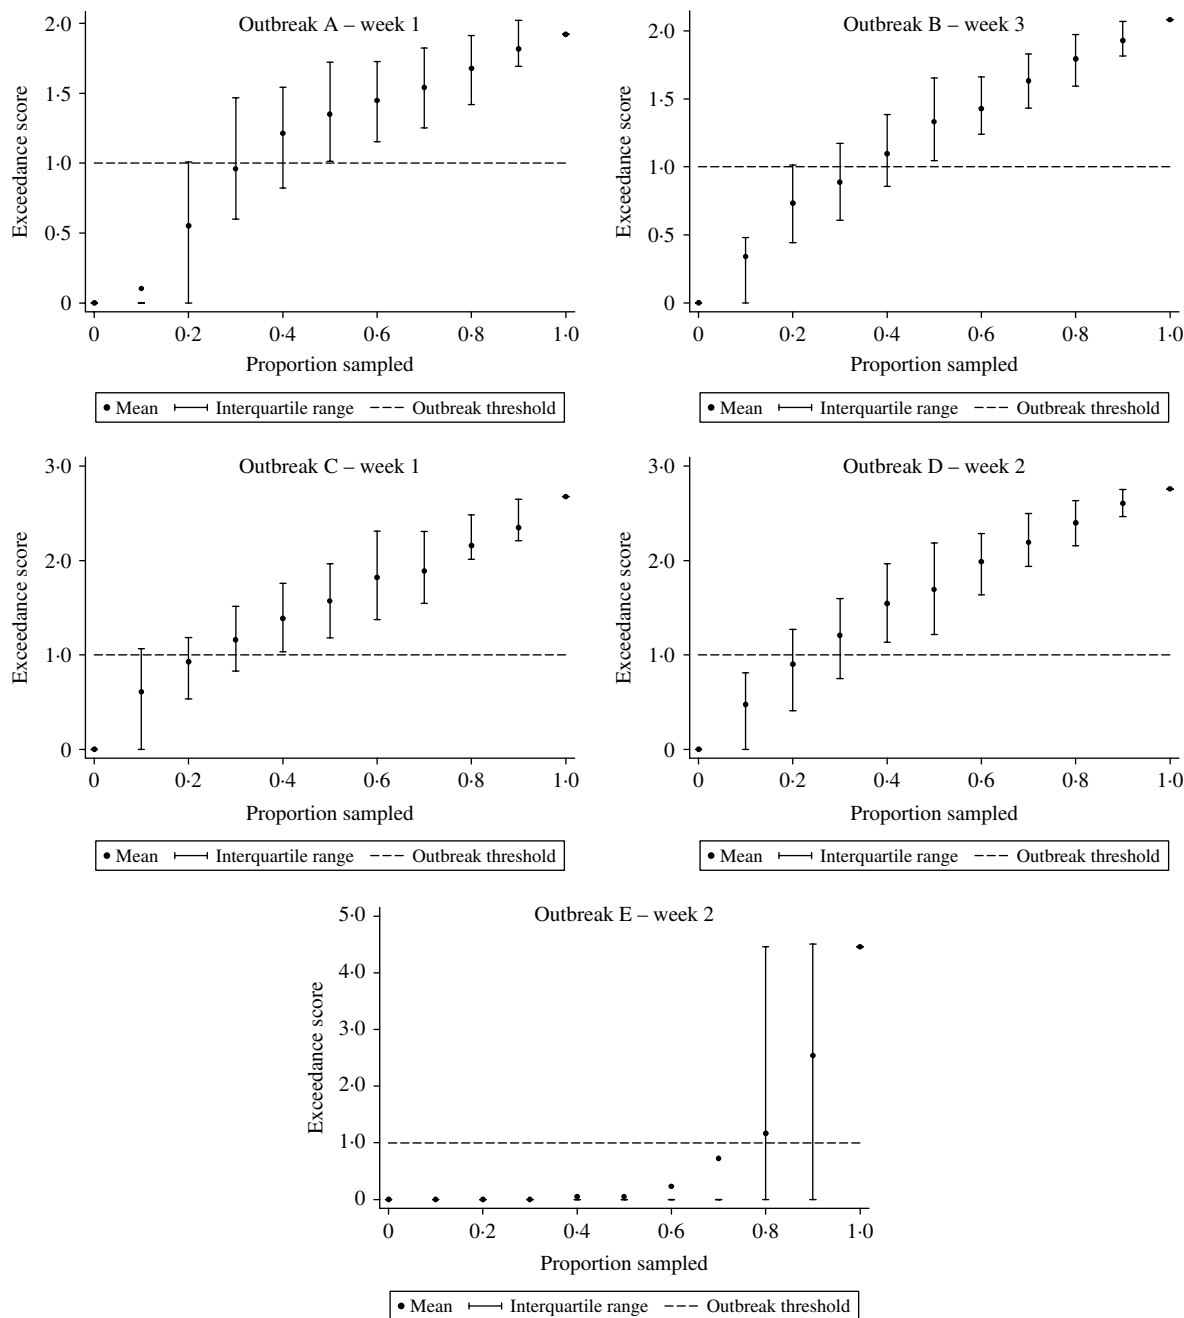 Outbreak A – week 1
Exceedance score
2·0
1·5
1·0
0·5
0
0 0·2 0·4 0·6 0·8 1·0
Proportion sampled
Mean Interquartile range Outbreak threshold
Outbreak B – week 3
Exceedance score
2·0
1·5
1·0
0·5
0
0 0·2 0·4 0·6 0·8 1·0
Proportion sampled
Mean Interquartile range Outbreak threshold
Outbreak C – week 1
Exceedance score
3·0
2·0
1·0
0
0 0·2 0·4 0·6 0·8 1·0
Proportion sampled
Mean Interquartile range Outbreak threshold
Outbreak D – week 2
Exceedance score
3·0
2·0
1·0
0
0 0·2 0·4 0·6 0·8 1·0
Proportion sampled
Mean Interquartile range Outbreak threshold
Outbreak E – week 2
Exceedance score
5·0
4·0
3·0
2·0
1·0
0
0 0·2 0·4 0·6 0·8 1·0
Proportion sampled
Mean Interquartile range Outbreak threshold